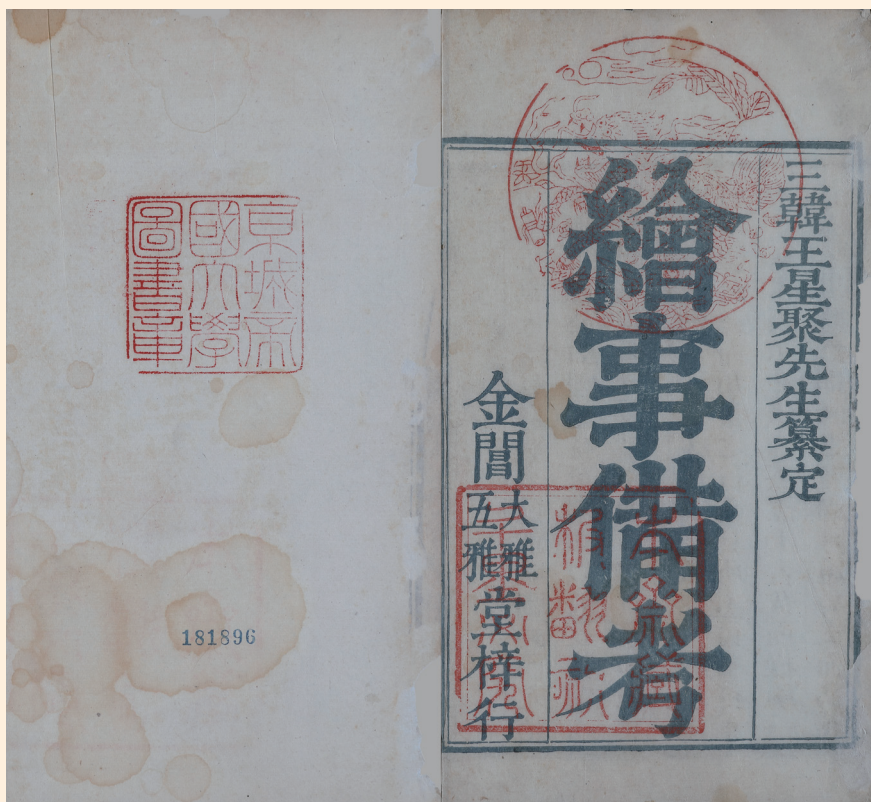 三韓王星聚先生纂定
繪事備考
金閶大雅五雅堂梓行
京城帝
國大學
圖書章
181896